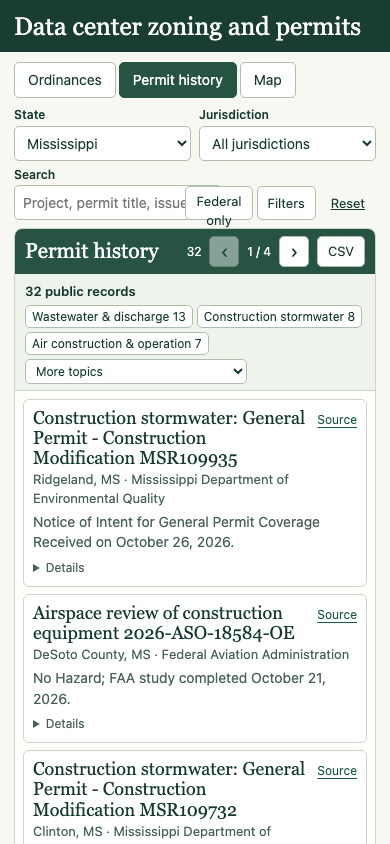 Data center zoning and permits
Ordinances
Permit history
Map
State
Jurisdiction
Mississippi
All jurisdictions
Search
Project, permit title, issue
Federal only
Filters
Reset
Permit history
32
‹
1 / 4
›
CSV
32 public records
Wastewater & discharge 13
Construction stormwater 8
Air construction & operation 7
More topics
Construction stormwater: General
Permit - Construction
Modification MSR109935
Source
Ridgeland, MS · Mississippi Department of
Environmental Quality
Notice of Intent for General Permit Coverage
Received on October 26, 2026.
Details
Airspace review of construction
equipment 2026-ASO-18584-OE
Source
DeSoto County, MS · Federal Aviation Administration
No Hazard; FAA study completed October 21,
2026.
Details
Construction stormwater: General
Permit - Construction
Modification MSR109732
Source
Clinton, MS · Mississippi Department of